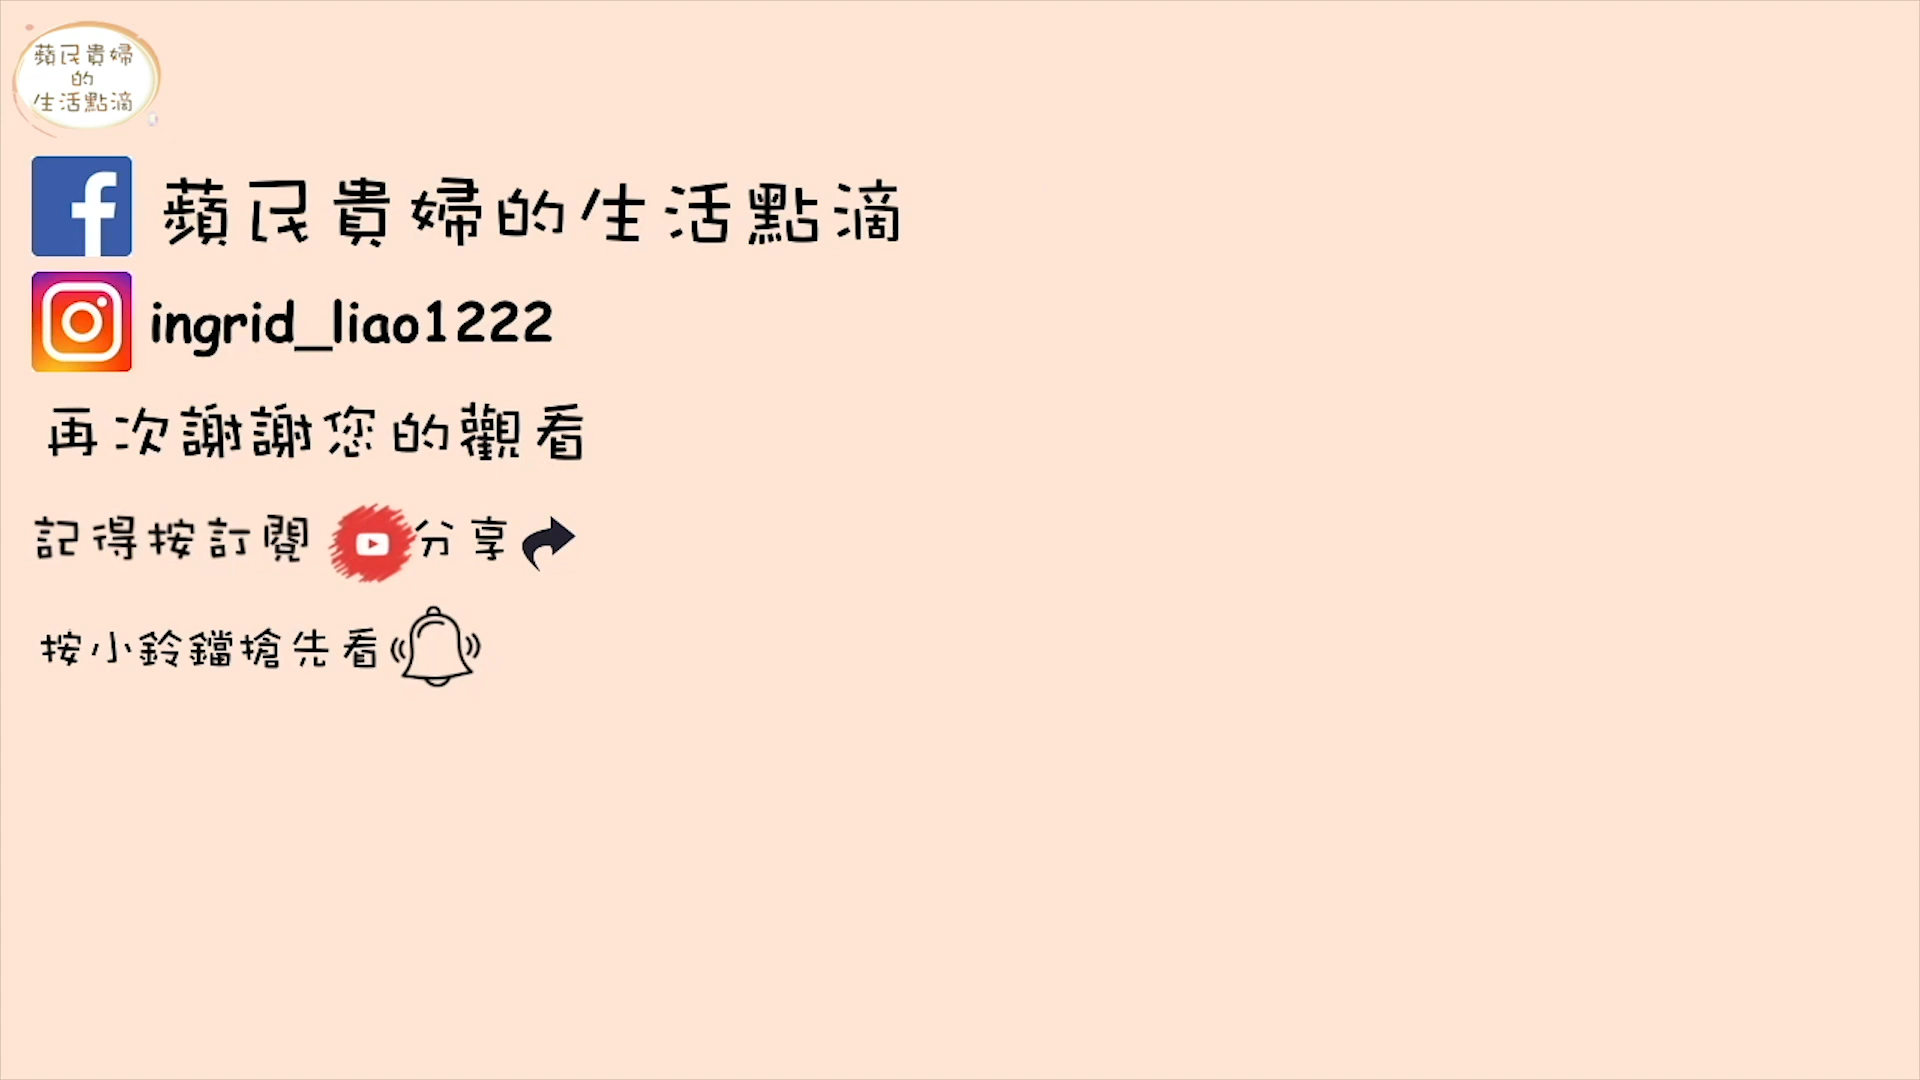 蘋民貴婦
的
生活點滴
蘋民貴婦的生活點滴
ingrid_liao1222
再次謝謝您的觀看
記得按訂閱 分享
按小鈴鐺搶先看